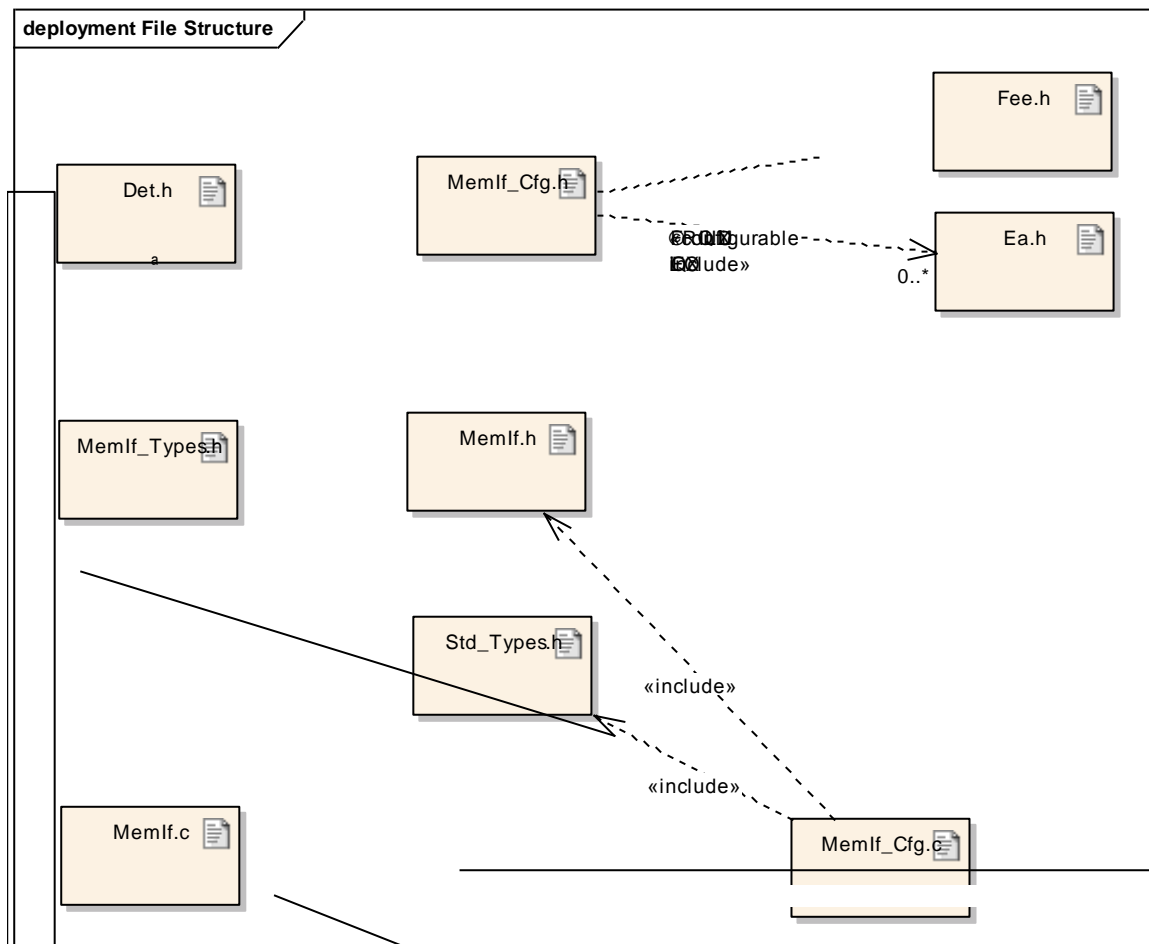 deployment File Structure
Fee.h
Det.h
MemIf_Cfg.h
a
Ea.h
0..*
MemIf_Types.h
MemIf.h
Std_Types.h
«include»
«include»
MemIf.c
MemIf_Cfg.c